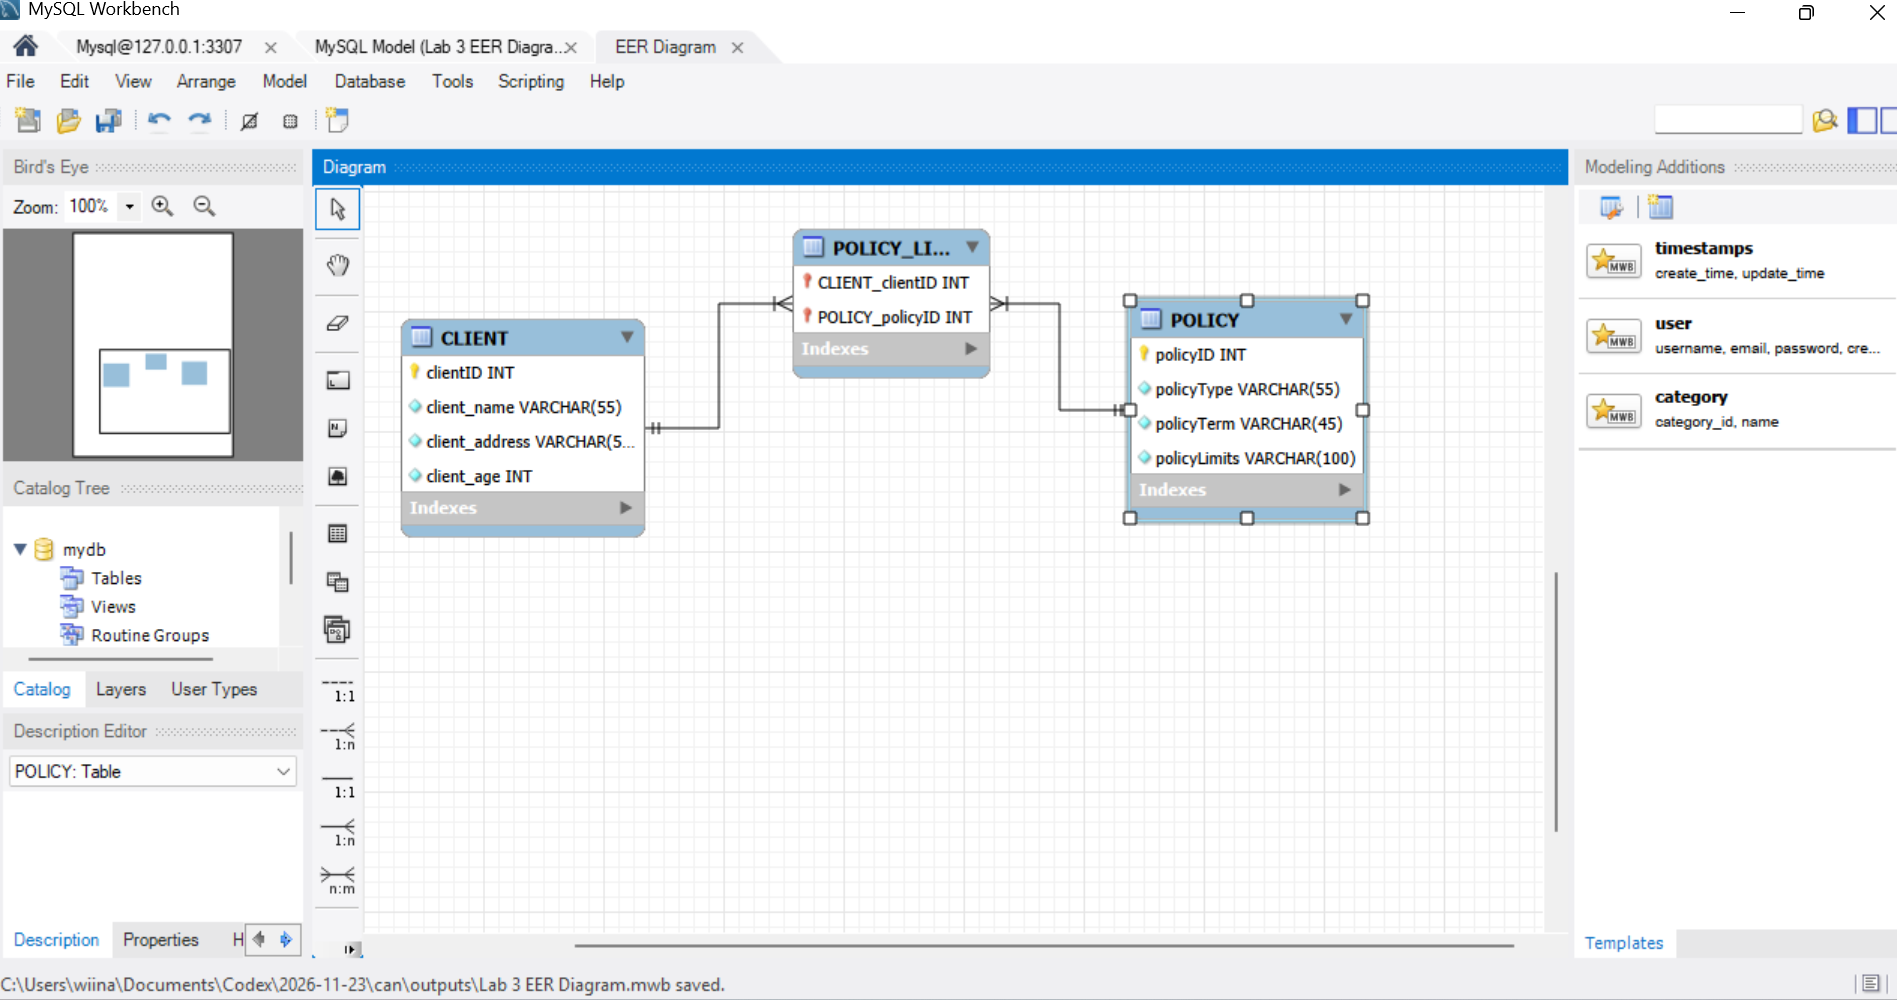 MySQL Workbench
Mysql@127.0.0.1:3307
MySQL Model (Lab 3 EER Diagra..
EER Diagram
File Edit View Arrange Model Database Tools Scripting Help
Bird's Eye
Zoom: 100%
Diagram
Modeling Additions
MWB
timestamps
create_time, update_time
MWB
user
username, email, password, cre...
MWB
category
category_id, name
POLICY_LI...
CLIENT_clientID INT
POLICY_policyID INT
Indexes
CLIENT
clientID INT
client_name VARCHAR(55)
client_address VARCHAR(5...
client_age INT
Indexes
POLICY
policyID INT
policyType VARCHAR(55)
policyTerm VARCHAR(45)
policyLimits VARCHAR(100)
Indexes
Catalog Tree
mydb
Tables
Views
Routine Groups
Catalog Layers User Types
Description Editor
POLICY: Table
Description Properties H
N
1:1
1:n
1:1
1:n
n:m
Templates
C:\Users\wiina\Documents\Codex\2026-11-23\can\outputs\Lab 3 EER Diagram.mwb saved.